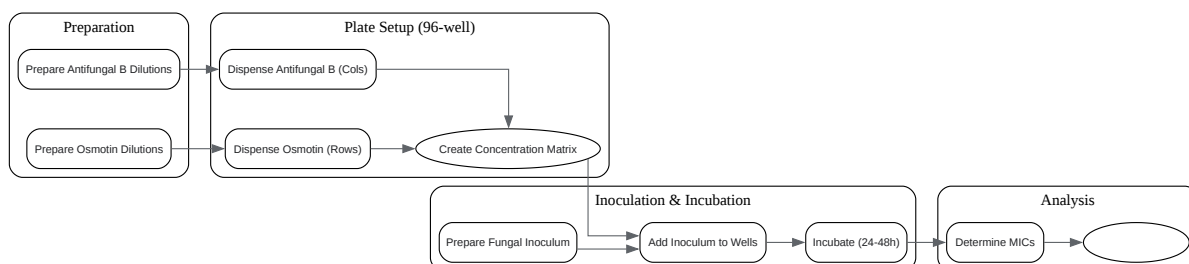 Preparation
Prepare Antifungal B Dilutions
Prepare Osmotin Dilutions
Plate Setup (96-well)
Dispense Antifungal B (Cols)
Dispense Osmotin (Rows)
Create Concentration Matrix
Inoculation & Incubation
Prepare Fungal Inoculum
Add Inoculum to Wells
Incubate (24-48h)
Analysis
Determine MICs